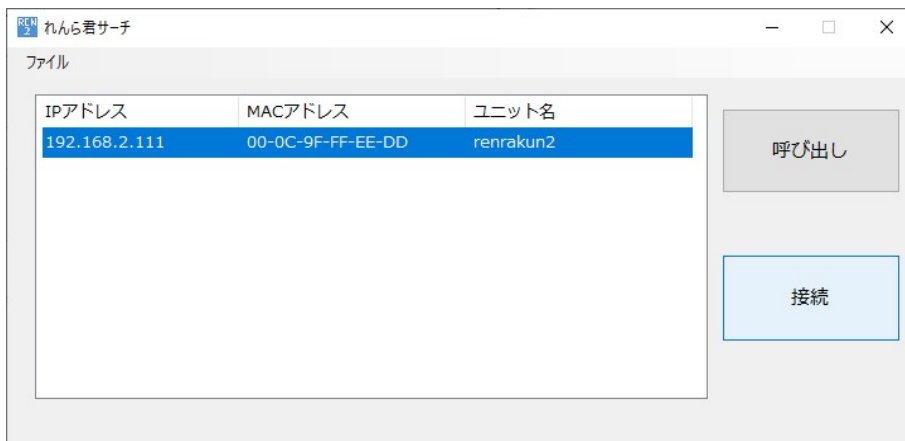 REN
2
れんら君サーチ
ファイル
IPアドレス MACアドレス ユニット名
192.168.2.111 00-0C-9F-FF-EE-DD renrakun2
呼び出し
接続